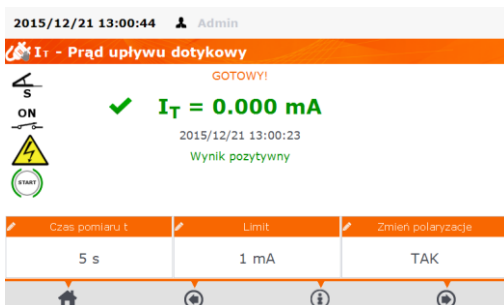 2015/12/21 13:00:44 Admin
IT - Prąd upływu dotykowy
GOTOWY!
S
ON
IT = 0.000 mA
2015/12/21 13:00:23
Wynik pozytywny
START
Czas pomiaru t
Limit
Zmień polaryzacje
5 s
1 mA
TAK